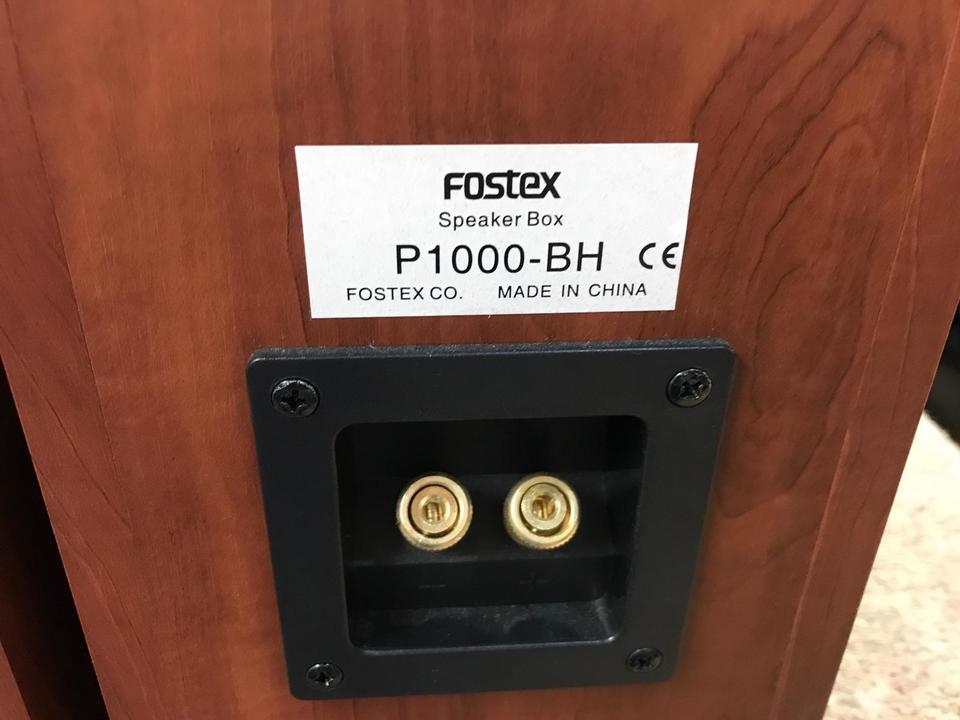 FOSTEX
Speaker Box
P1000-BH CE
FOSTEX CO. MADE IN CHINA
- +